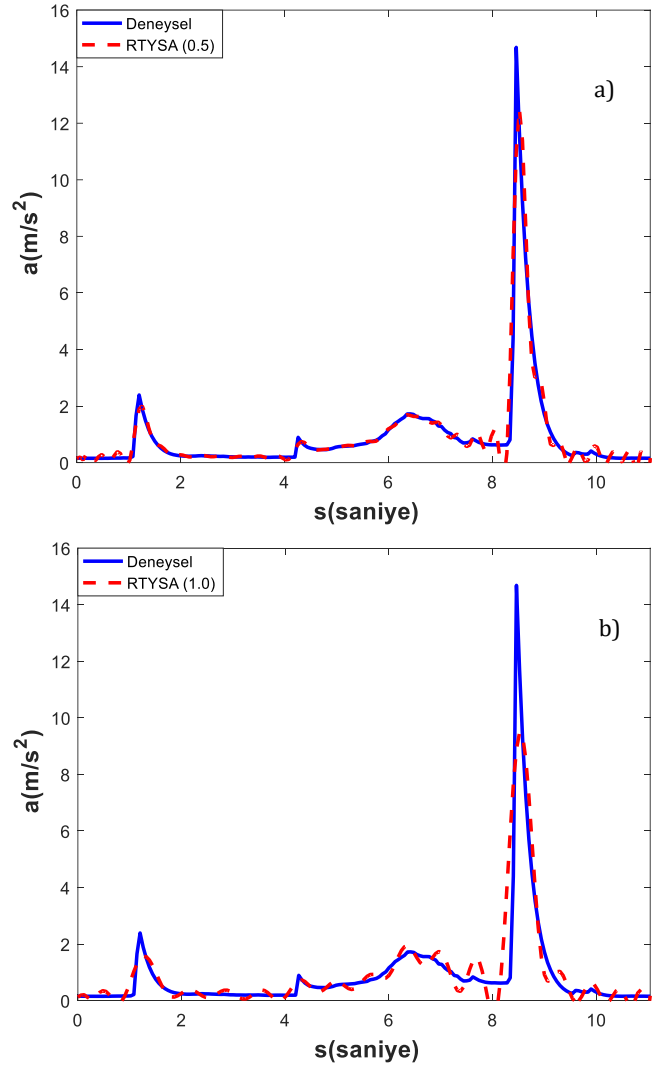 16
14
12
10
8
6
4
2
0
a(m/s²)
Deneysel
RTYSA (0.5)
a)
0 2 4 6 8 10
s(saniye)
16
14
12
10
8
6
4
2
0
a(m/s²)
Deneysel
RTYSA (1.0)
b)
0 2 4 6 8 10
s(saniye)